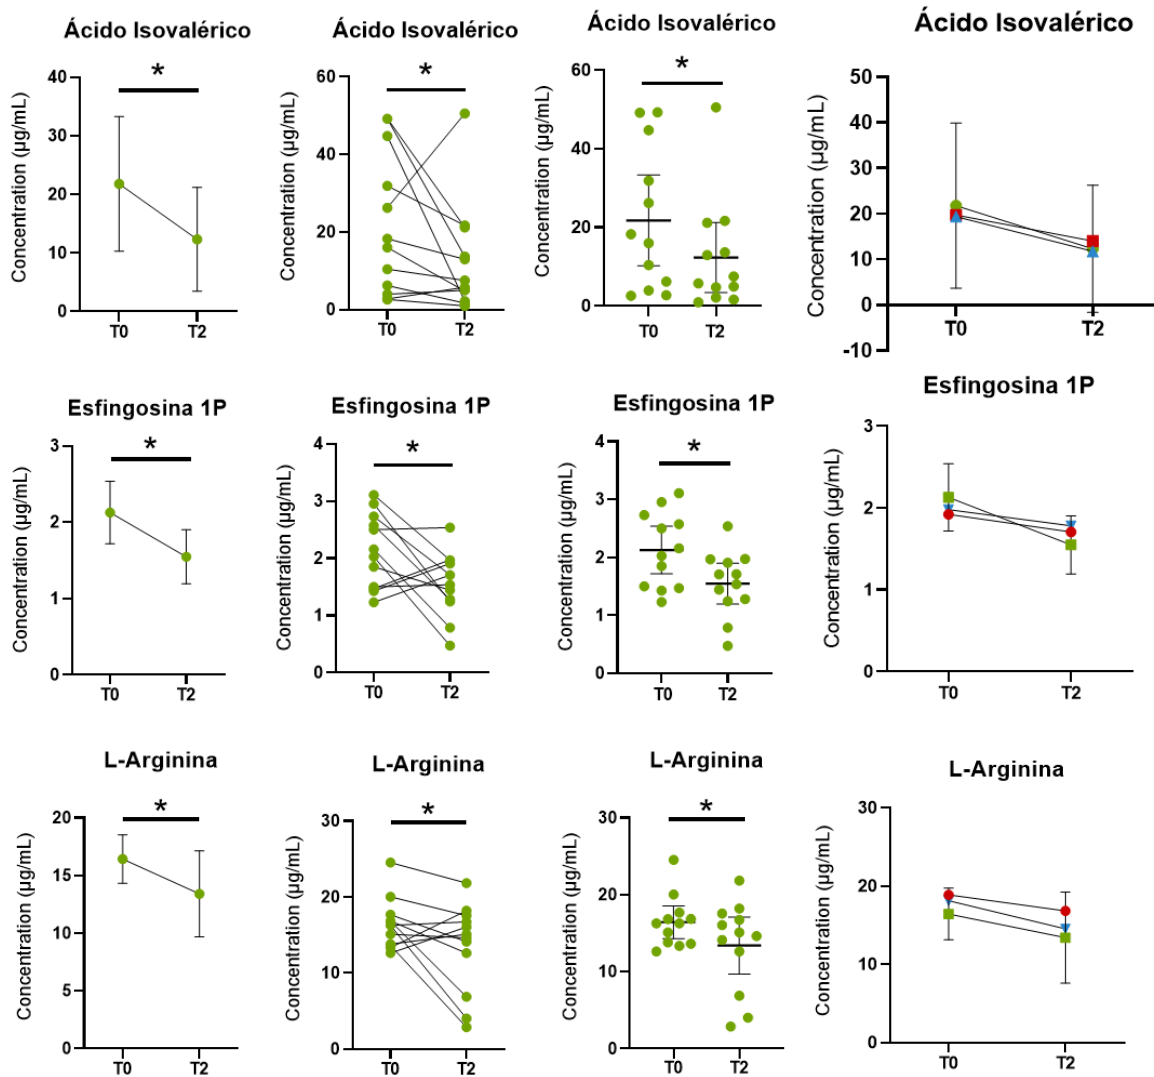 Ácido Isovalérico
*
Concentration (µg/mL)
40
30
20
10
0
T0
T2
Ácido Isovalérico
*
Concentration (µg/mL)
60
40
20
0
T0
T2
Ácido Isovalérico
*
Concentration (µg/mL)
60
40
20
0
T0
T2
Ácido Isovalérico
Concentration (µg/mL)
50
40
30
20
10
0
-10
T0
T2
Esfingosina 1P
*
Concentration (µg/mL)
3
2
1
0
T0
T2
Esfingosina 1P
*
Concentration (µg/mL)
4
3
2
1
0
T0
T2
Esfingosina 1P
*
Concentration (µg/mL)
4
3
2
1
0
T0
T2
Esfingosina 1P
Concentration (µg/mL)
3
2
1
0
T0
T2
L-Arginina
*
Concentration (µg/mL)
20
15
10
5
0
T0
T2
L-Arginina
*
Concentration (µg/mL)
30
20
10
0
T0
T2
L-Arginina
*
Concentration (µg/mL)
30
20
10
0
T0
T2
L-Arginina
Concentration (µg/mL)
30
20
10
0
T0
T2